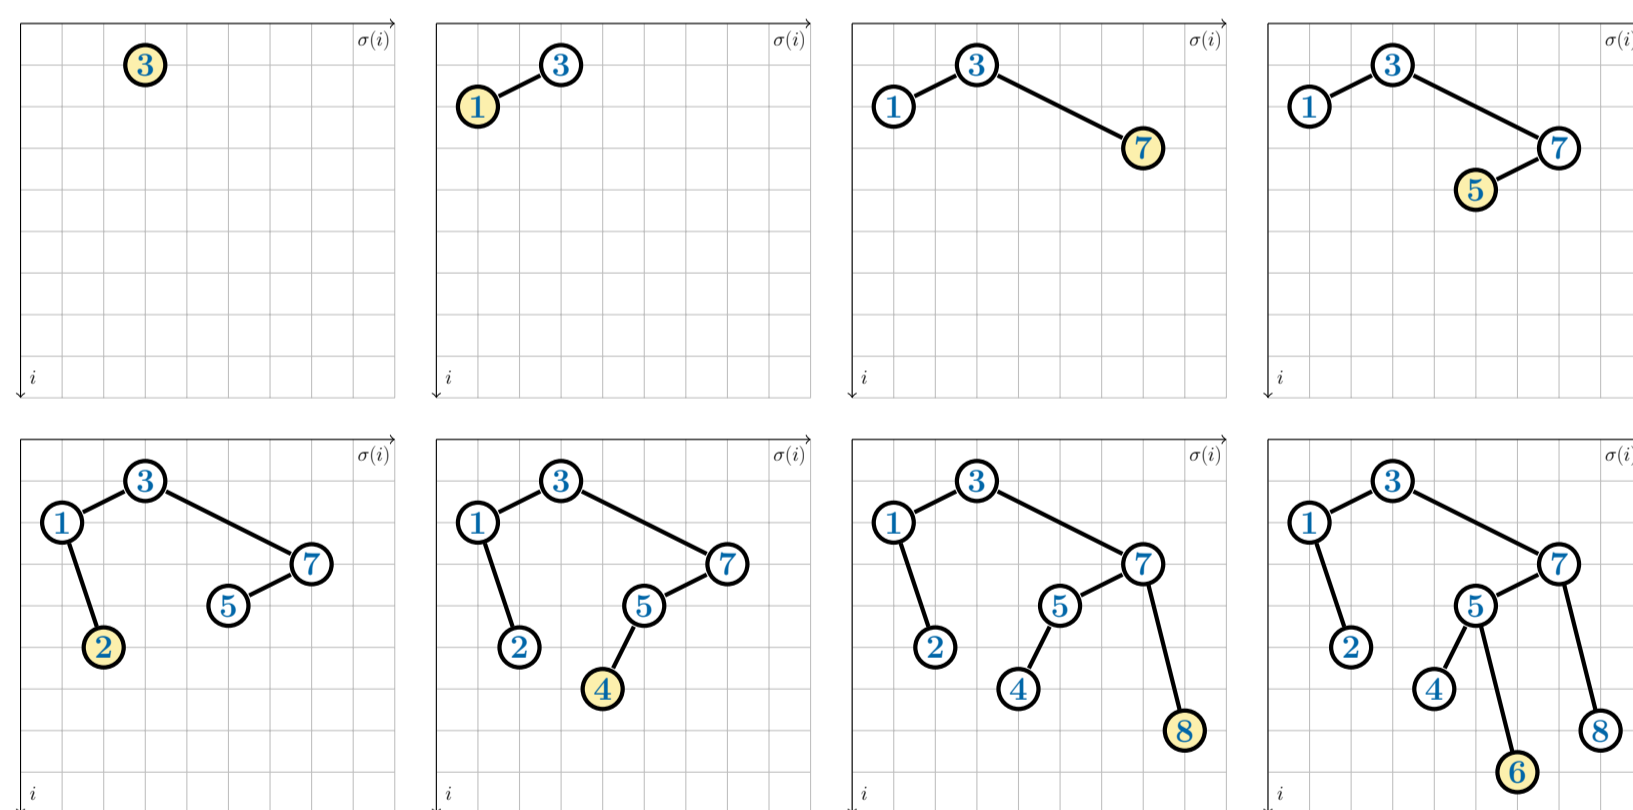 σ(i) σ(i) σ(i) σ(i)
3 3 3 3
1 1 1
7 7
5
i i i i
σ(i) σ(i) σ(i) σ(i)
3 3 3 3
1 1 1 1
7 7 7 7
5 5 5 5
2 2 2 2
4 4 4
8 8
6
i i i i